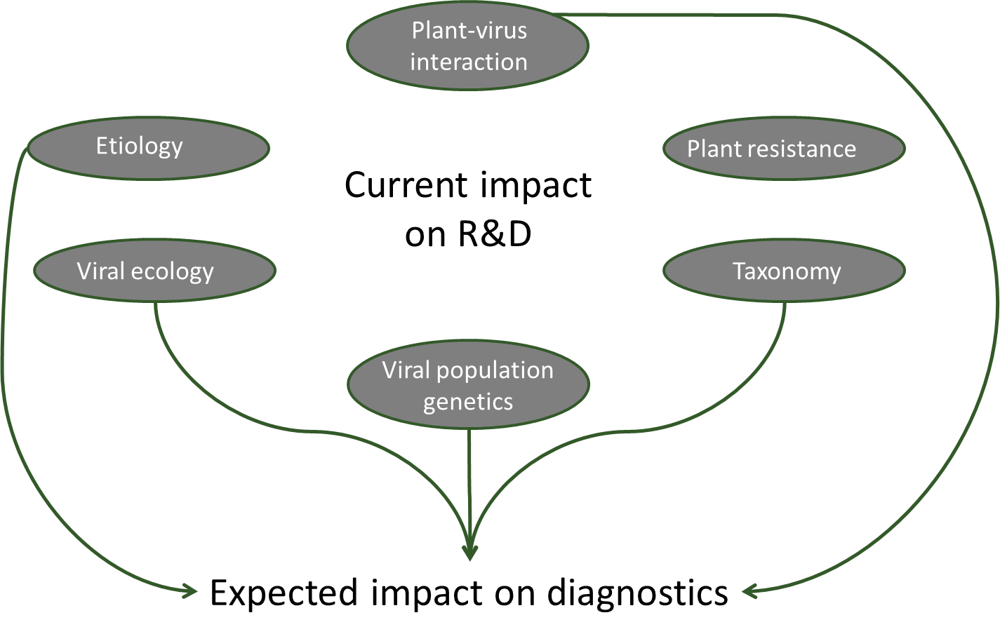 Plant-virus
interaction
Etiology
Plant resistance
Current impact
on R&D
Viral ecology
Taxonomy
Viral population
genetics
Expected impact on diagnostics